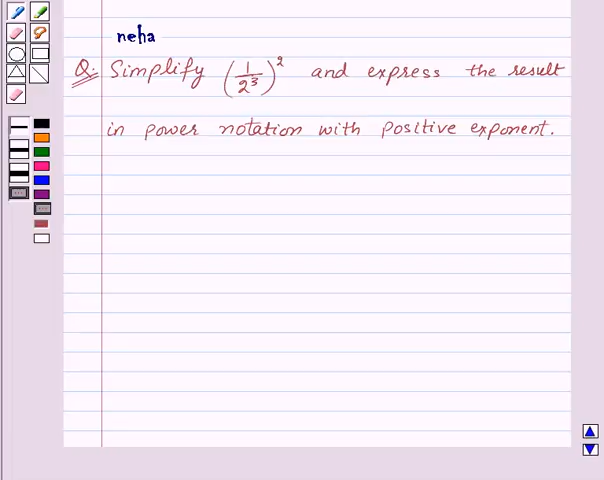 neha
Q. Simplify (1/2³)² and express the result
in power notation with positive exponent.